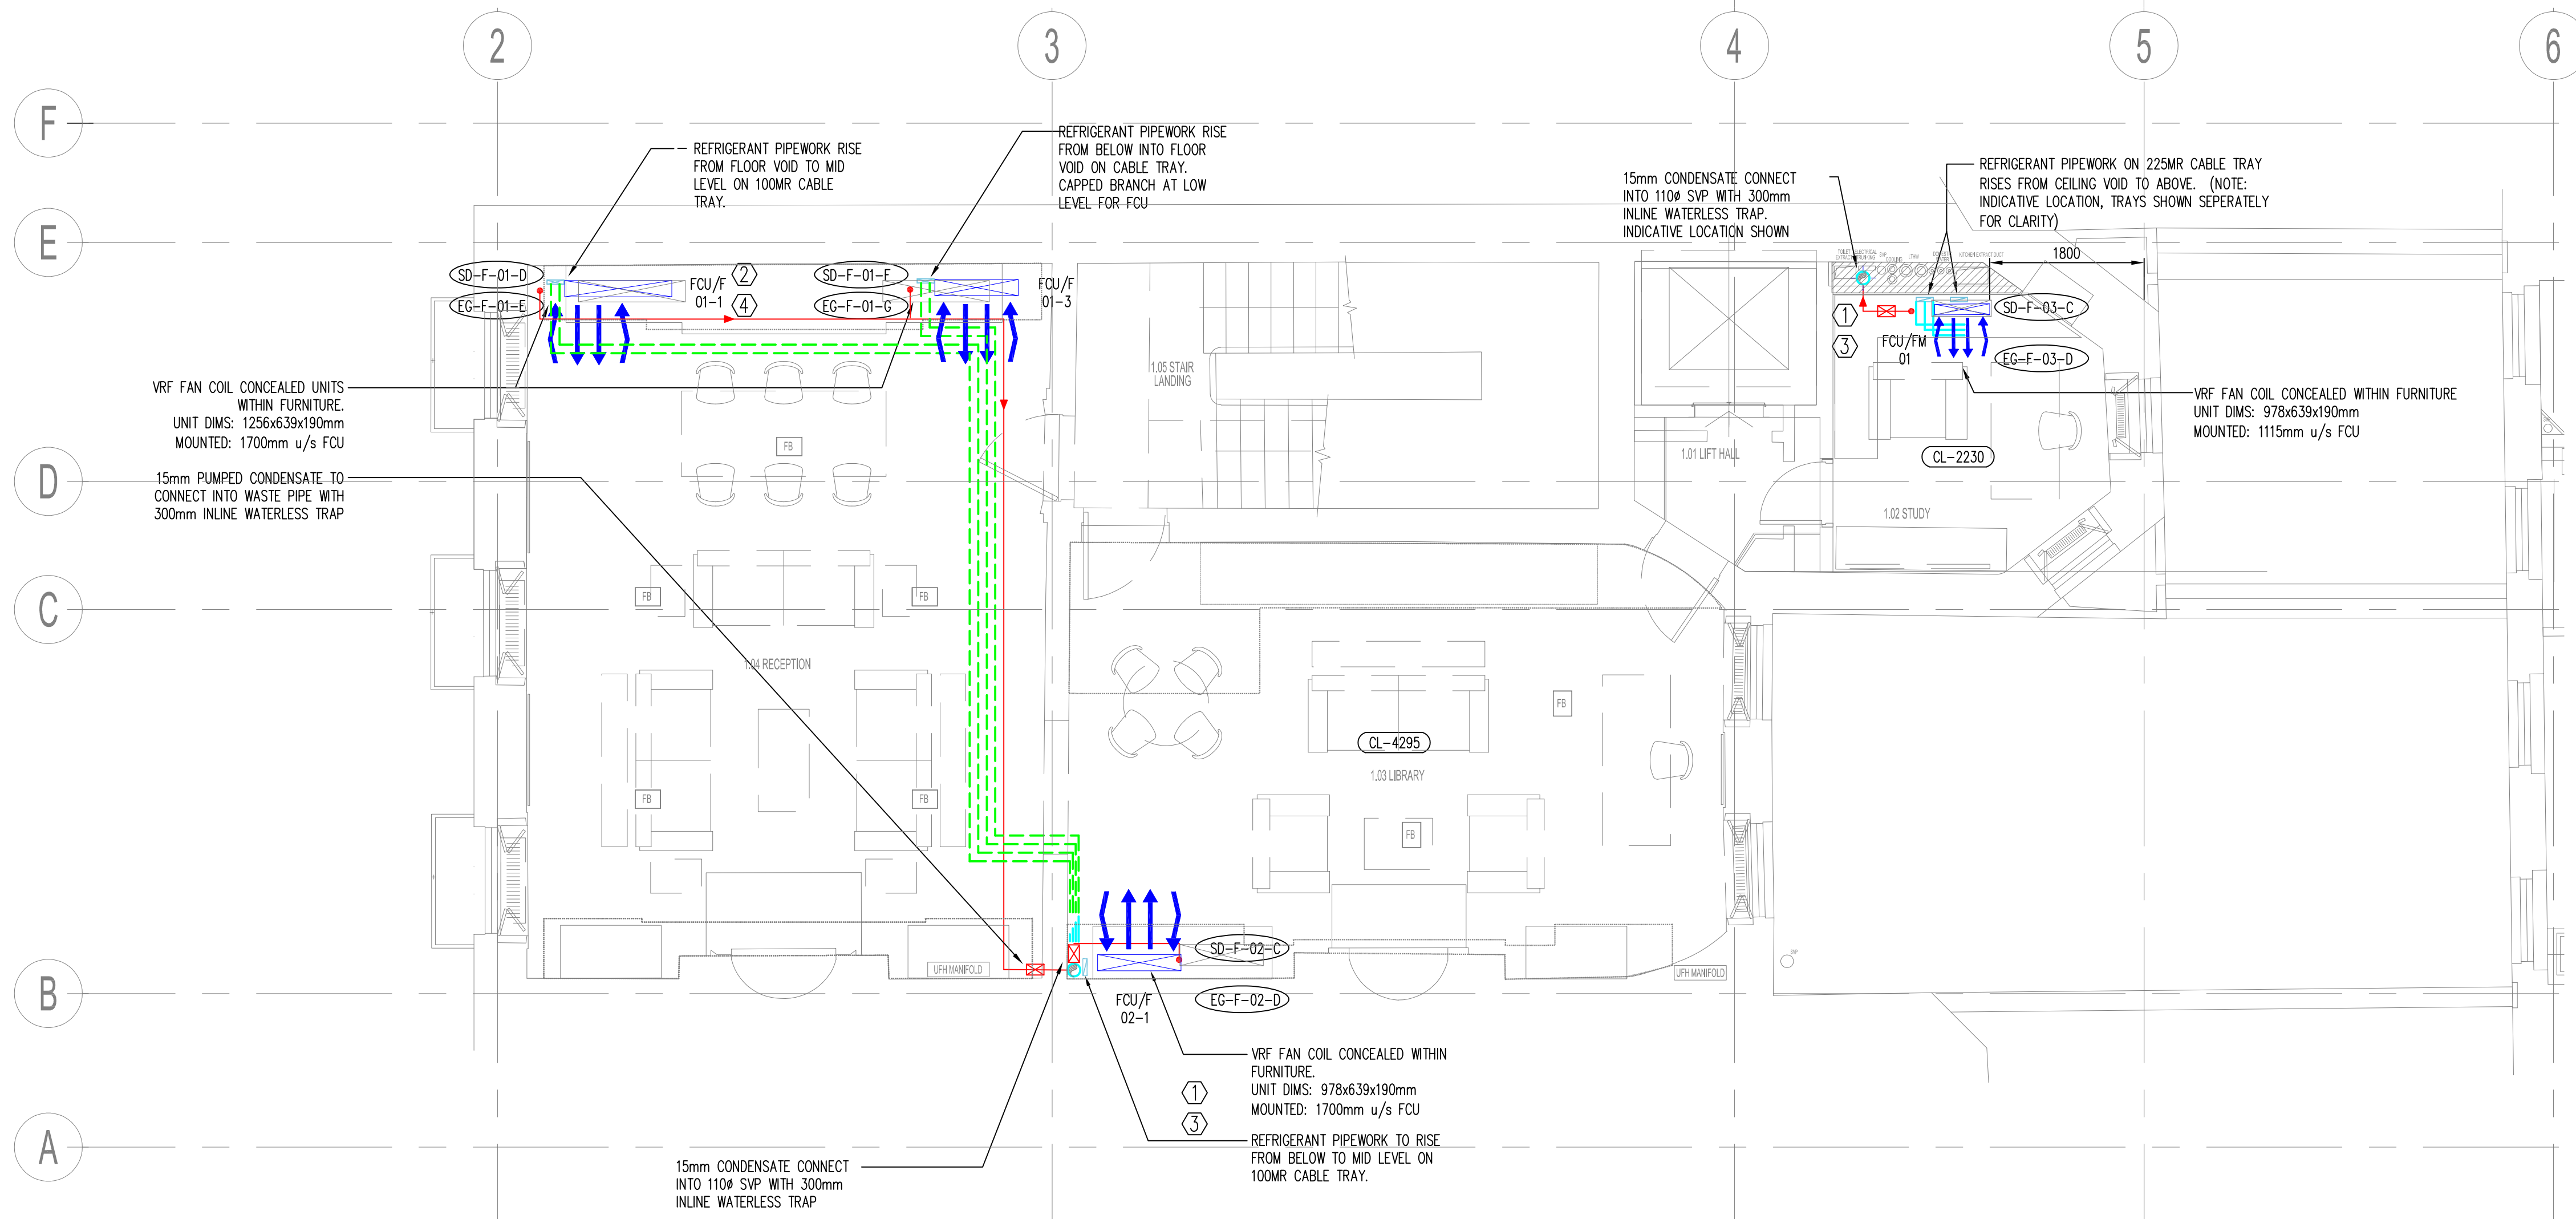 2
3
4
5
6
F
E
D
C
B
A
REFRIGERANT PIPEWORK RISE
FROM FLOOR VOID TO MID
LEVEL ON 100MR CABLE
TRAY.
REFRIGERANT PIPEWORK RISE
FROM BELOW INTO FLOOR
VOID ON CABLE TRAY.
CAPPED BRANCH AT LOW
LEVEL FOR FCU
15mm CONDENSATE CONNECT
INTO 110ø SVP WITH 300mm
INLINE WATERLESS TRAP.
INDICATIVE LOCATION SHOWN
REFRIGERANT PIPEWORK ON 225MR CABLE TRAY
RISES FROM CEILING VOID TO ABOVE. (NOTE:
INDICATIVE LOCATION, TRAYS SHOWN SEPERATELY
FOR CLARITY)
1800
SD-F-01-D
EG-F-01-E
FCU/F
01-1
2
4
SD-F-01-F
EG-F-01-G
FCU/F
01-3
TOILET
EXTRACT
ELECTRICAL
TRUNKING
SVP
COOLING
LTHW
KITCHEN EXTRACT DUCT
1
3
FCU/FM
01
SD-F-03-C
EG-F-03-D
VRF FAN COIL CONCEALED UNITS
WITHIN FURNITURE.
UNIT DIMS: 1256x639x190mm
MOUNTED: 1700mm u/s FCU
15mm PUMPED CONDENSATE TO
CONNECT INTO WASTE PIPE WITH
300mm INLINE WATERLESS TRAP
1.05 STAIR
LANDING
VRF FAN COIL CONCEALED WITHIN FURNITURE
UNIT DIMS: 978x639x190mm
MOUNTED: 1115mm u/s FCU
FB
1.01 LIFT HALL
CL-2230
1.02 STUDY
FB
FB
1.04 RECEPTION
FB
FB
FB
CL-4295
1.03 LIBRARY
FB
UFH MANIFOLD
SD-F-02-C
EG-F-02-D
FCU/F
02-1
UFH MANIFOLD
SVP
VRF FAN COIL CONCEALED WITHIN
FURNITURE.
UNIT DIMS: 978x639x190mm
MOUNTED: 1700mm u/s FCU
1
3
REFRIGERANT PIPEWORK TO RISE
FROM BELOW TO MID LEVEL ON
100MR CABLE TRAY.
15mm CONDENSATE CONNECT
INTO 110ø SVP WITH 300mm
INLINE WATERLESS TRAP